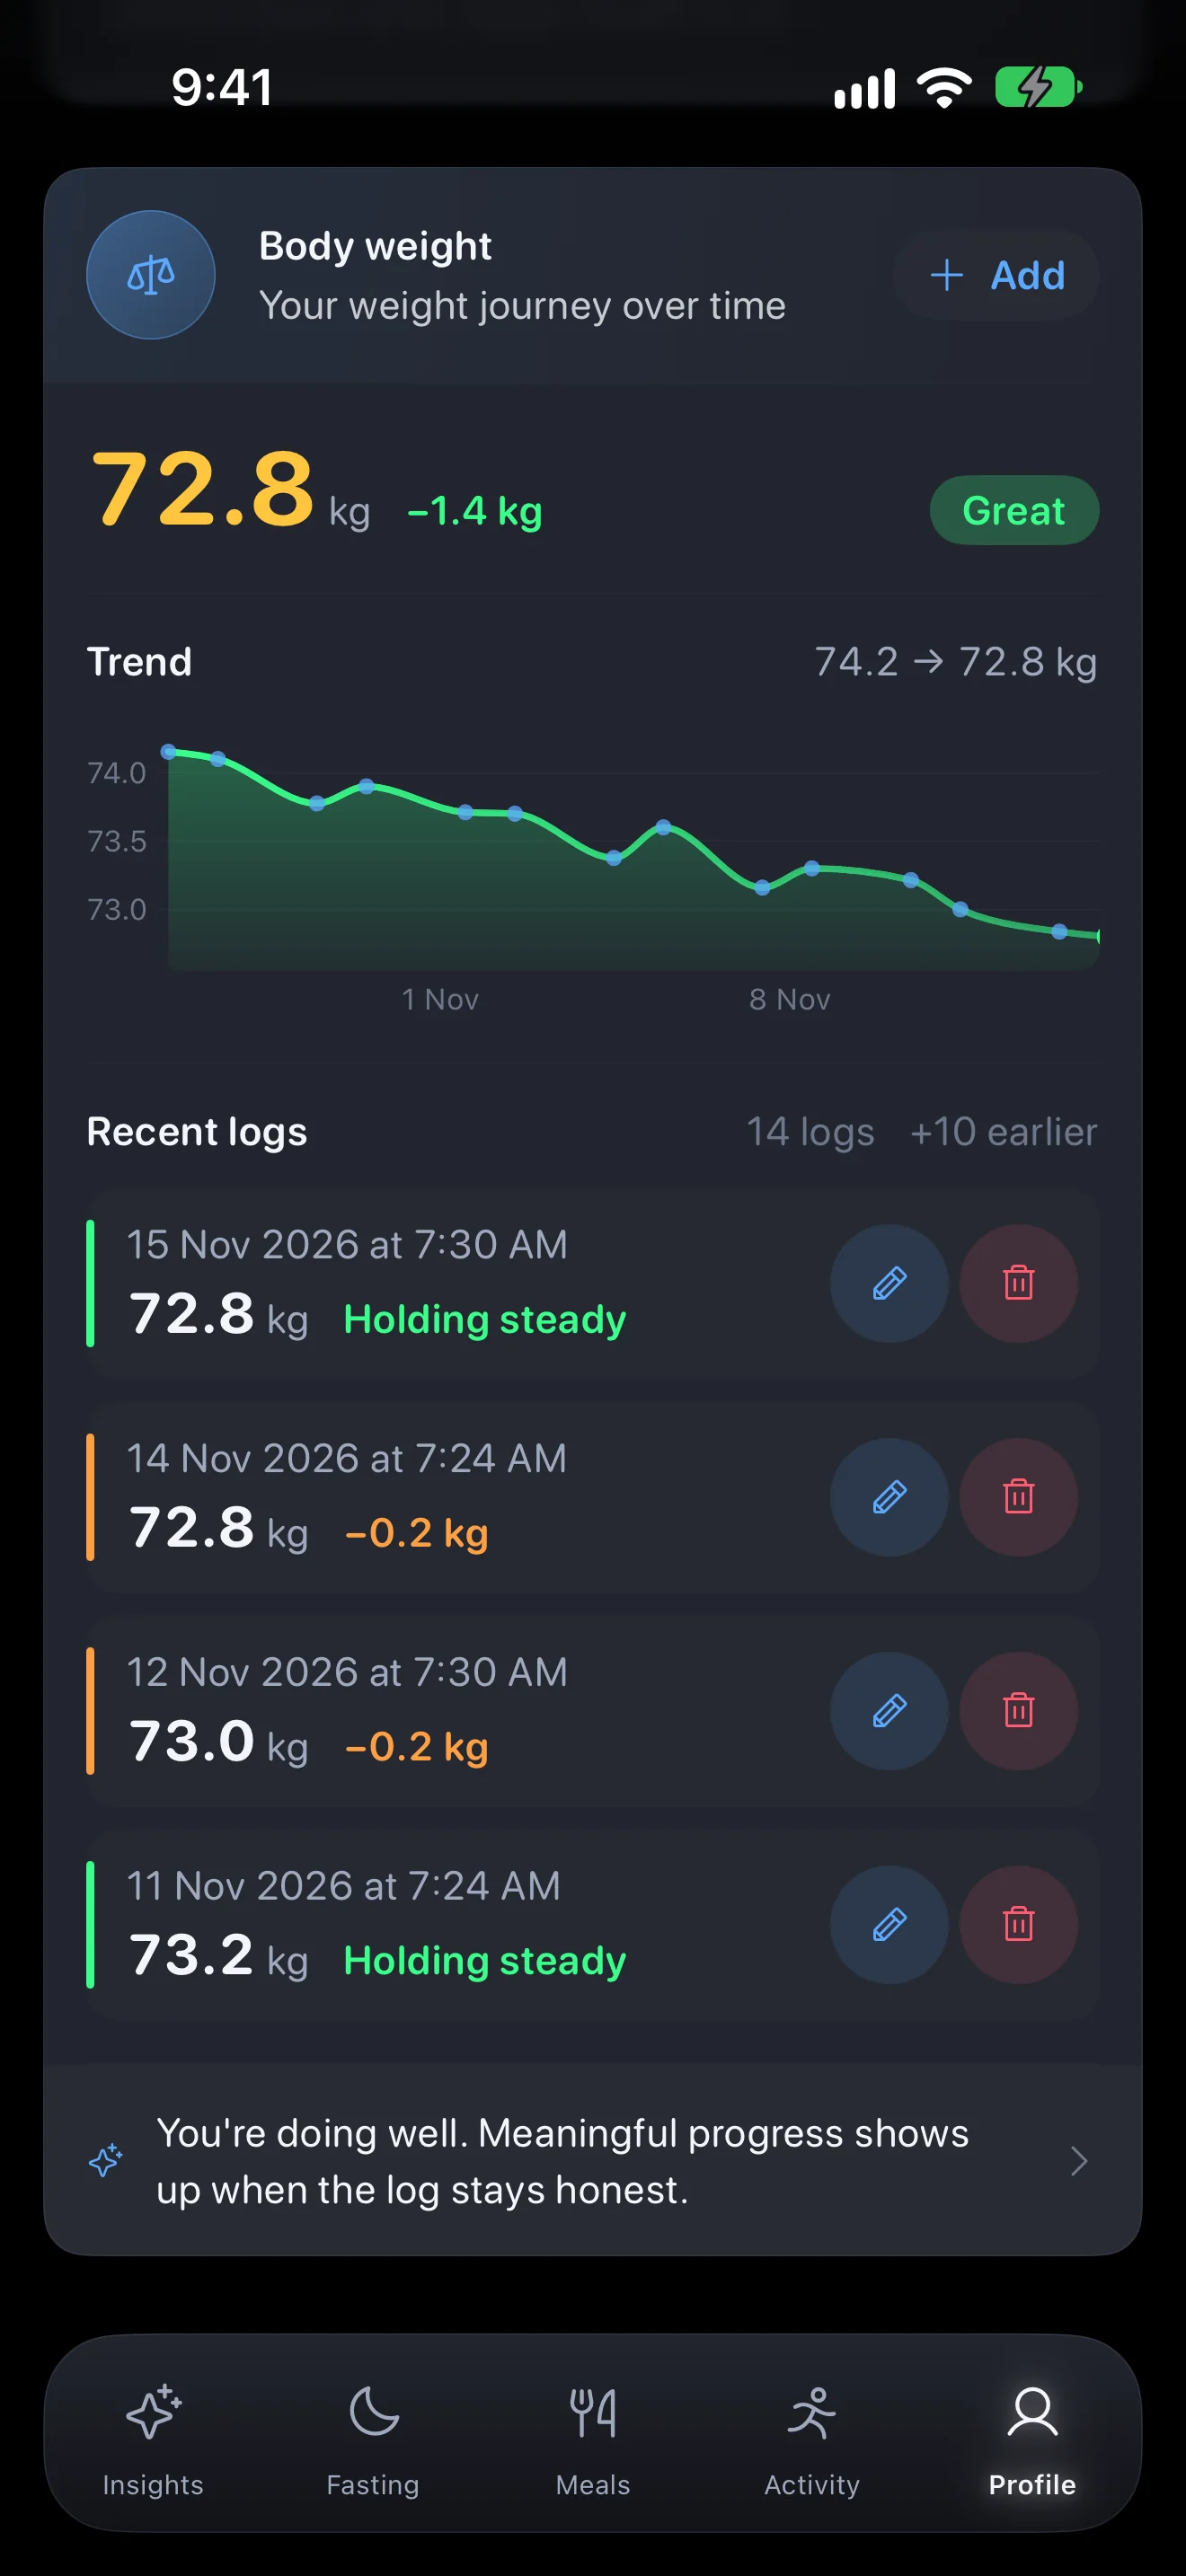 9:41
Body weight
Your weight journey over time
+ Add
72.8 kg −1.4 kg
Great
Trend
74.2 → 72.8 kg
74.0
73.5
73.0
1 Nov 8 Nov
Recent logs
14 logs +10 earlier
15 Nov 2026 at 7:30 AM
72.8 kg Holding steady
14 Nov 2026 at 7:24 AM
72.8 kg −0.2 kg
12 Nov 2026 at 7:30 AM
73.0 kg −0.2 kg
11 Nov 2026 at 7:24 AM
73.2 kg Holding steady
You're doing well. Meaningful progress shows
up when the log stays honest.
Insights Fasting Meals Activity Profile